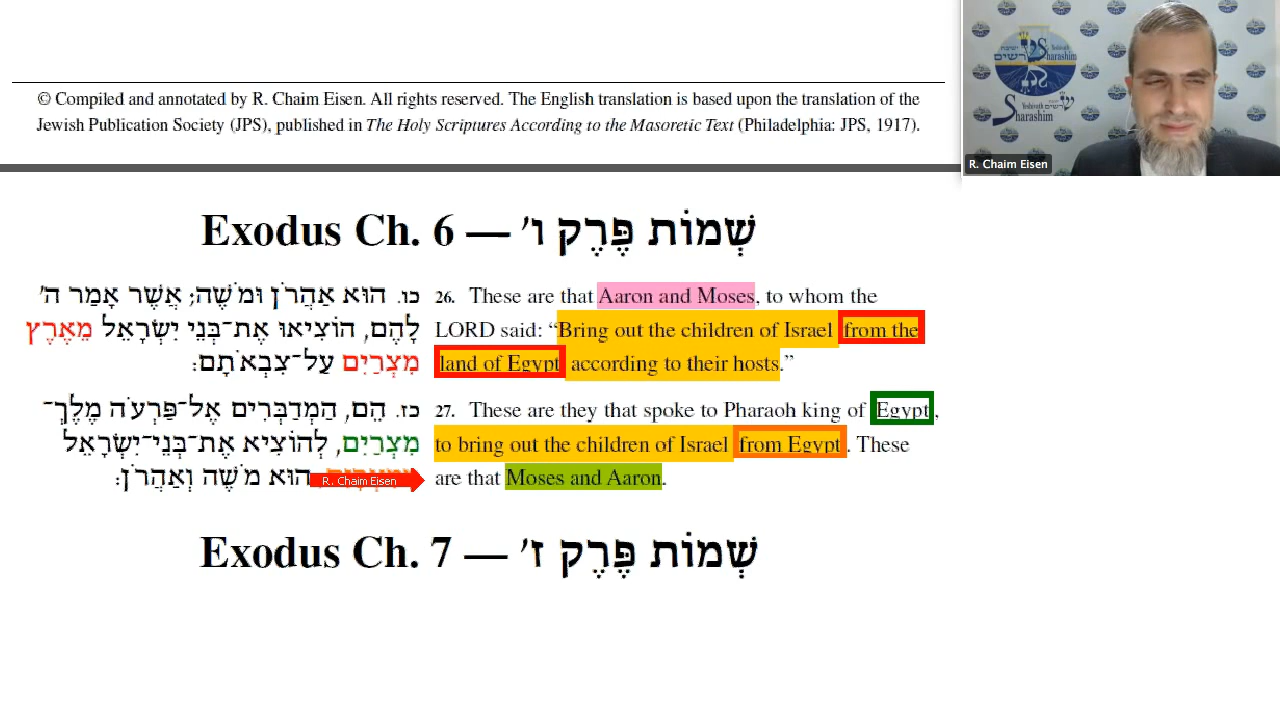 © Compiled and annotated by R. Chaim Eisen. All rights reserved. The English translation is based upon the translation of the
Jewish Publication Society (JPS), published in The Holy Scriptures According to the Masoretic Text (Philadelphia: JPS, 1917).
R. Chaim Eisen
Yeshivath
Sharashim
Yeshivath
Sharashim
Exodus Ch. 6 — שְׁמוֹת פֶּרֶק ו׳
כו. הוּא אַהֲרֹן וּמֹשֶׁה; אֲשֶׁר אָמַר ה׳
לָהֶם, הוֹצִיאוּ אֶת־בְּנֵי יִשְׂרָאֵל מֵאֶרֶץ
מִצְרַיִם עַל־צִבְאֹתָם:
26. These are that Aaron and Moses, to whom the
LORD said: “Bring out the children of Israel from the
land of Egypt according to their hosts.”
כז. הֵם, הַמְדַבְּרִים אֶל־פַּרְעֹה מֶלֶךְ־
מִצְרַיִם, לְהוֹצִיא אֶת־בְּנֵי־יִשְׂרָאֵל
הוּא מֹשֶׁה וְאַהֲרֹן:
R. Chaim Eisen
27. These are they that spoke to Pharaoh king of Egypt,
to bring out the children of Israel from Egypt. These
are that Moses and Aaron.
Exodus Ch. 7 — שְׁמוֹת פֶּרֶק ז׳